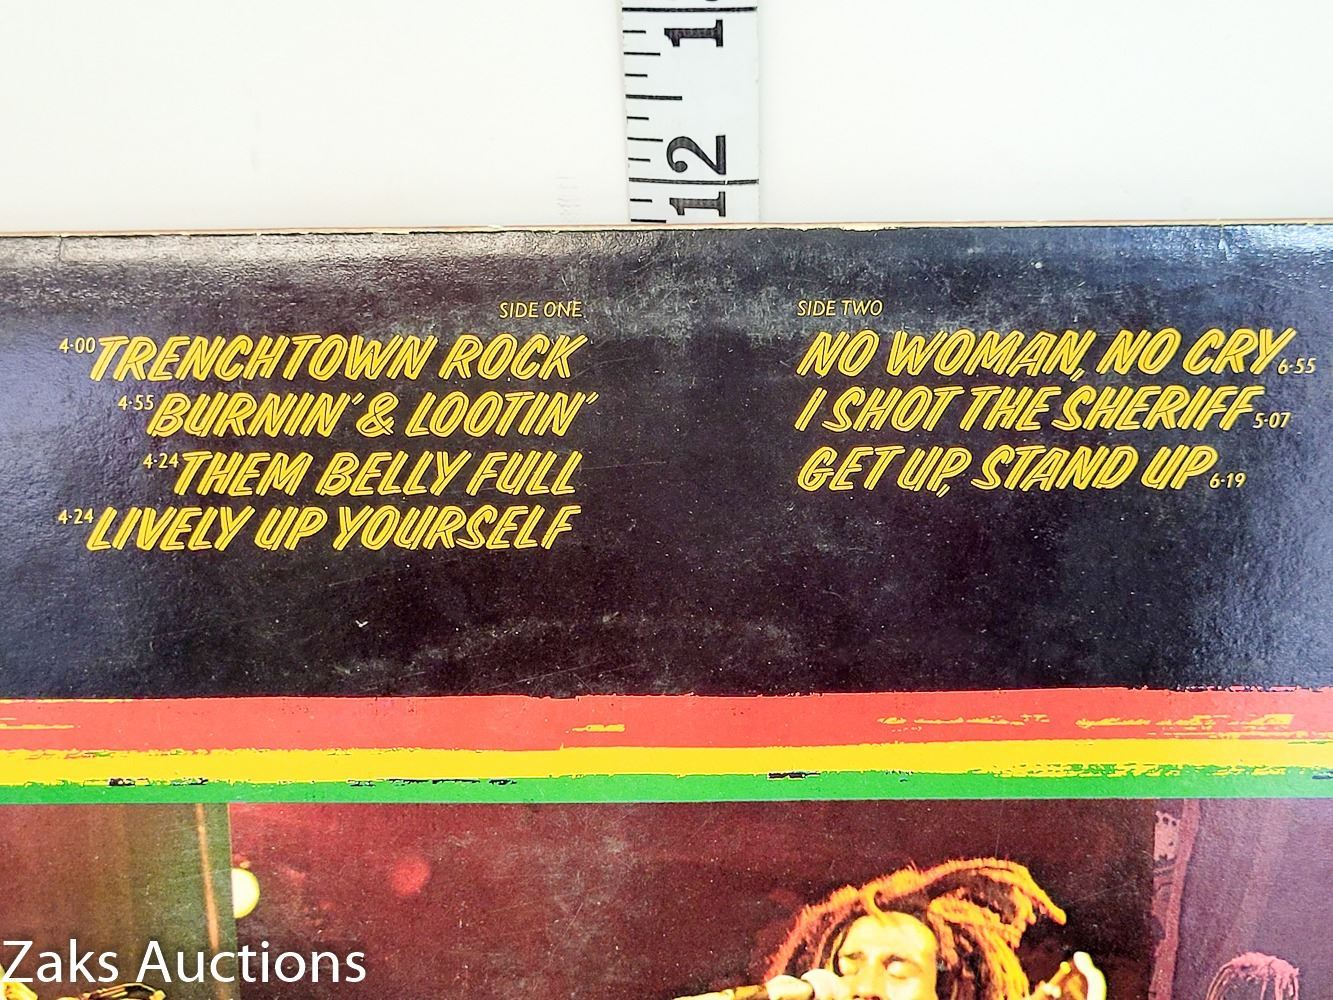 1
12
SIDE ONE
4·00 TRENCHTOWN ROCK
4·55 BURNIN' & LOOTIN'
4·24 THEM BELLY FULL
4·24 LIVELY UP YOURSELF
SIDE TWO
NO WOMAN, NO CRY 6·55
I SHOT THE SHERIFF 5·07
GET UP, STAND UP 6·19
Zaks Auctions